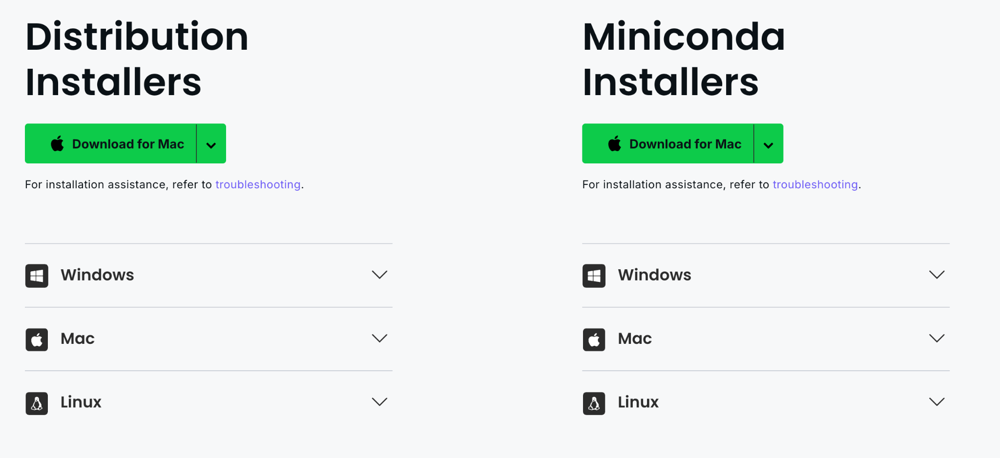 Distribution
Installers
Download for Mac
For installation assistance, refer to troubleshooting.
Windows
Mac
Linux
Miniconda
Installers
Download for Mac
For installation assistance, refer to troubleshooting.
Windows
Mac
Linux